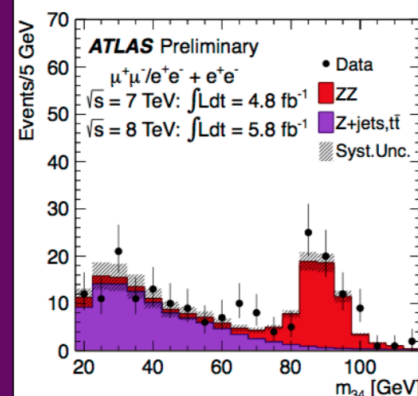 ATLAS Preliminary
μ⁺μ⁻/e⁺e⁻ + e⁺e⁻
√s = 7 TeV: ∫Ldt = 4.8 fb⁻¹
√s = 8 TeV: ∫Ldt = 5.8 fb⁻¹
Data
ZZ
Z+jets,tt̄
Syst.Unc.
Events/5 GeV
70
60
50
40
30
20
10
0
20 40 60 80 100
m₃₄ [GeV]